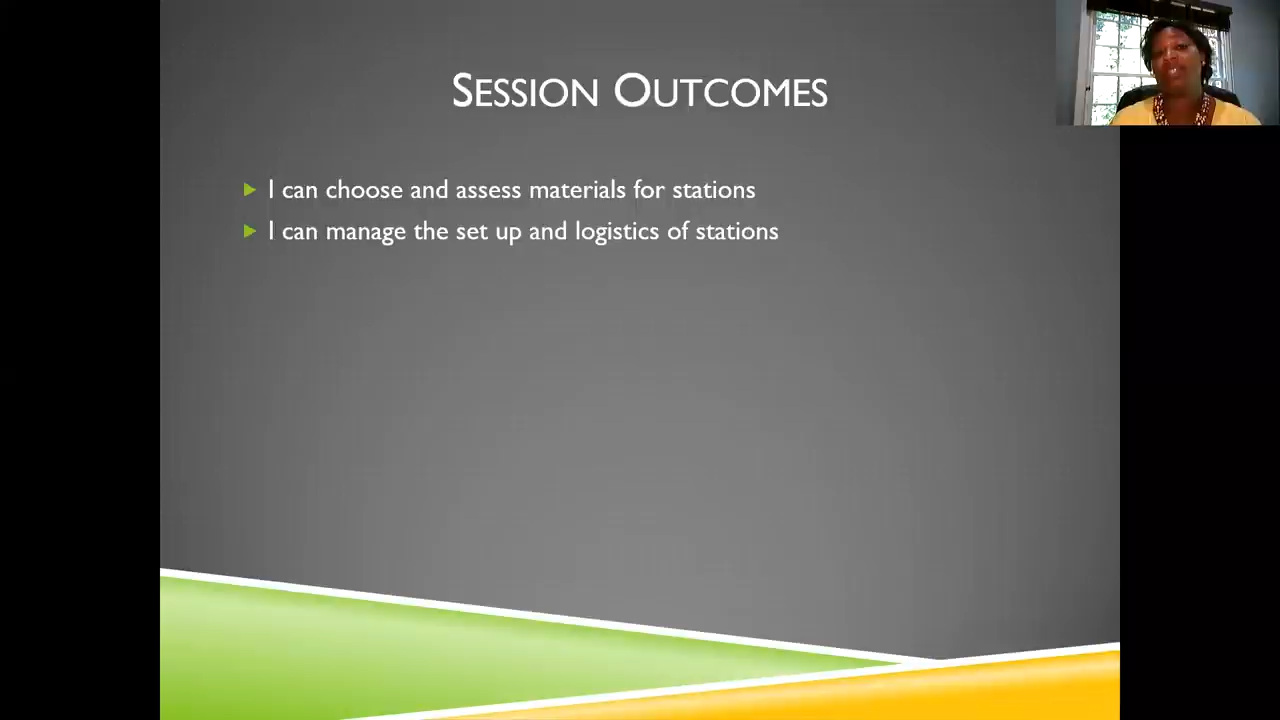 SESSION OUTCOMES
I can choose and assess materials for stations
I can manage the set up and logistics of stations